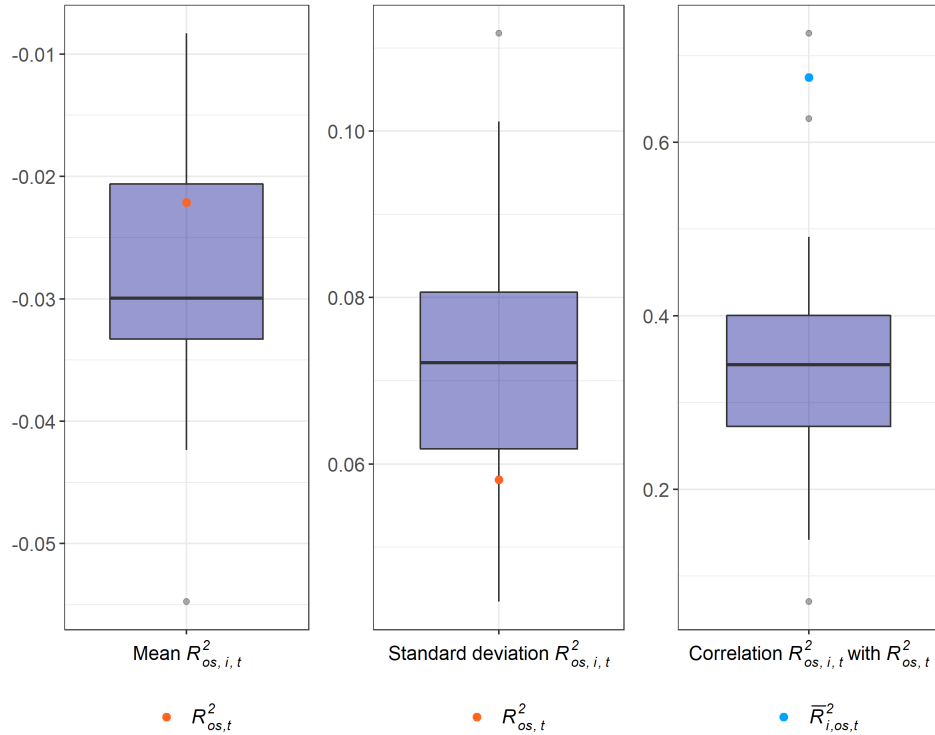 -0.01
-0.02
-0.03
-0.04
-0.05
Mean R²os, i, t
R²os,t
0.10
0.08
0.06
Standard deviation R²os, i, t
R²os, t
0.6
0.4
0.2
Correlation R²os, i, t with R²os, t
R̅²i,os,t